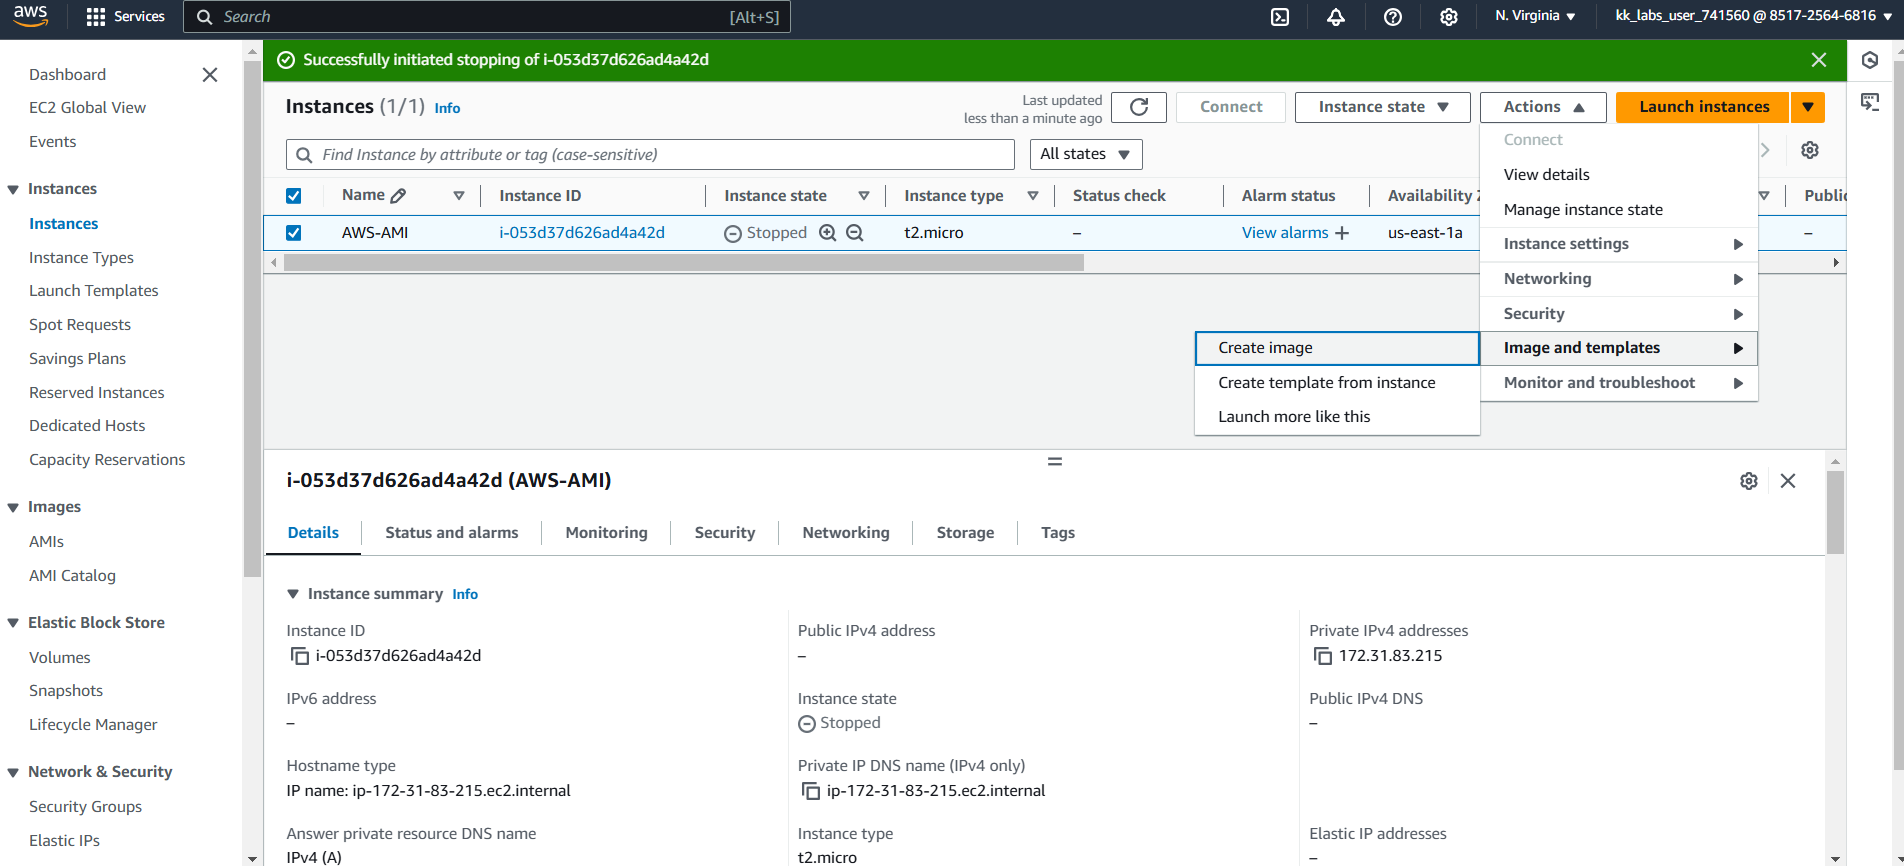 aws
Services
Search
[Alt+S]
N. Virginia
kk_labs_user_741560 @ 8517-2564-6816
Dashboard
EC2 Global View
Events
Instances
Instances
Instance Types
Launch Templates
Spot Requests
Savings Plans
Reserved Instances
Dedicated Hosts
Capacity Reservations
Images
AMIs
AMI Catalog
Elastic Block Store
Volumes
Snapshots
Lifecycle Manager
Network & Security
Security Groups
Elastic IPs
Successfully initiated stopping of i-053d37d626ad4a42d
Instances (1/1) Info
Last updated
less than a minute ago
Connect
Instance state
Actions
Launch instances
Find Instance by attribute or tag (case-sensitive)
All states
Name Instance ID Instance state Instance type Status check Alarm status Availability Public
AWS-AMI i-053d37d626ad4a42d Stopped t2.micro – View alarms + us-east-1a –
Connect
View details
Manage instance state
Instance settings
Networking
Security
Image and templates
Monitor and troubleshoot
Create image
Create template from instance
Launch more like this
i-053d37d626ad4a42d (AWS-AMI)
Details Status and alarms Monitoring Security Networking Storage Tags
Instance summary Info
Instance ID
i-053d37d626ad4a42d
Public IPv4 address
–
Private IPv4 addresses
172.31.83.215
IPv6 address
–
Instance state
Stopped
Public IPv4 DNS
–
Hostname type
IP name: ip-172-31-83-215.ec2.internal
Private IP DNS name (IPv4 only)
ip-172-31-83-215.ec2.internal
Answer private resource DNS name
IPv4 (A)
Instance type
t2.micro
Elastic IP addresses
–